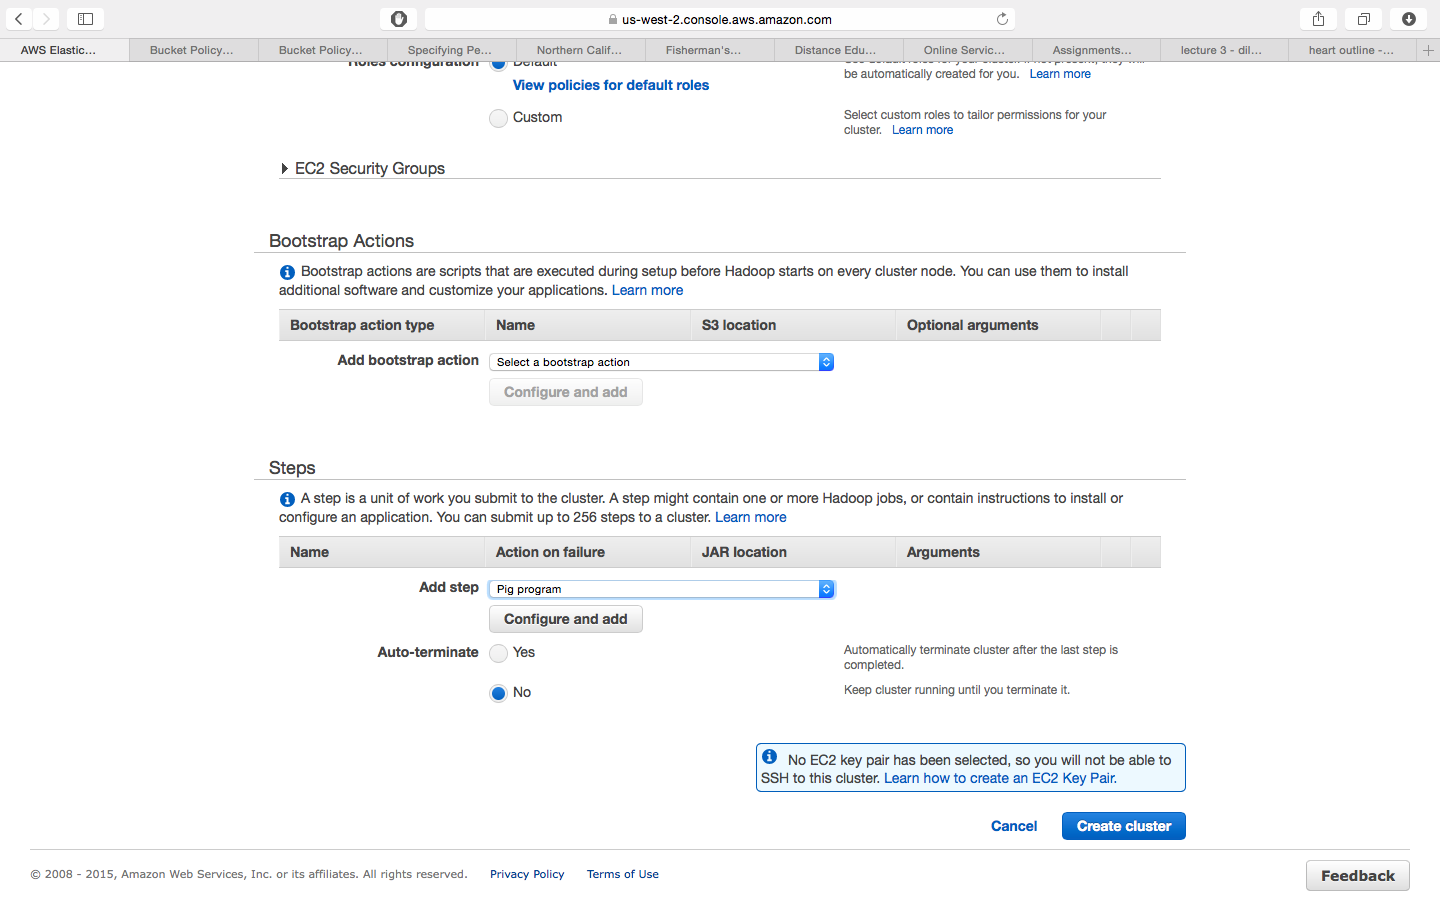 us-west-2.console.aws.amazon.com
AWS Elastic...
Bucket Policy...
Bucket Policy...
Specifying Pe...
Northern Calif...
Fisherman's...
Distance Edu...
Online Servic...
Assignments...
lecture 3 - dil...
heart outline -...
Roles configuration
Default
be automatically created for you. Learn more
View policies for default roles
Custom
Select custom roles to tailor permissions for your
cluster. Learn more
EC2 Security Groups
Bootstrap Actions
Bootstrap actions are scripts that are executed during setup before Hadoop starts on every cluster node. You can use them to install
additional software and customize your applications. Learn more
Bootstrap action type
Name
S3 location
Optional arguments
Add bootstrap action
Select a bootstrap action
Configure and add
Steps
A step is a unit of work you submit to the cluster. A step might contain one or more Hadoop jobs, or contain instructions to install or
configure an application. You can submit up to 256 steps to a cluster. Learn more
Name
Action on failure
JAR location
Arguments
Add step
Pig program
Configure and add
Auto-terminate
Yes
Automatically terminate cluster after the last step is
completed.
No
Keep cluster running until you terminate it.
No EC2 key pair has been selected, so you will not be able to
SSH to this cluster. Learn how to create an EC2 Key Pair.
Cancel
Create cluster
© 2008 - 2015, Amazon Web Services, Inc. or its affiliates. All rights reserved.
Privacy Policy
Terms of Use
Feedback